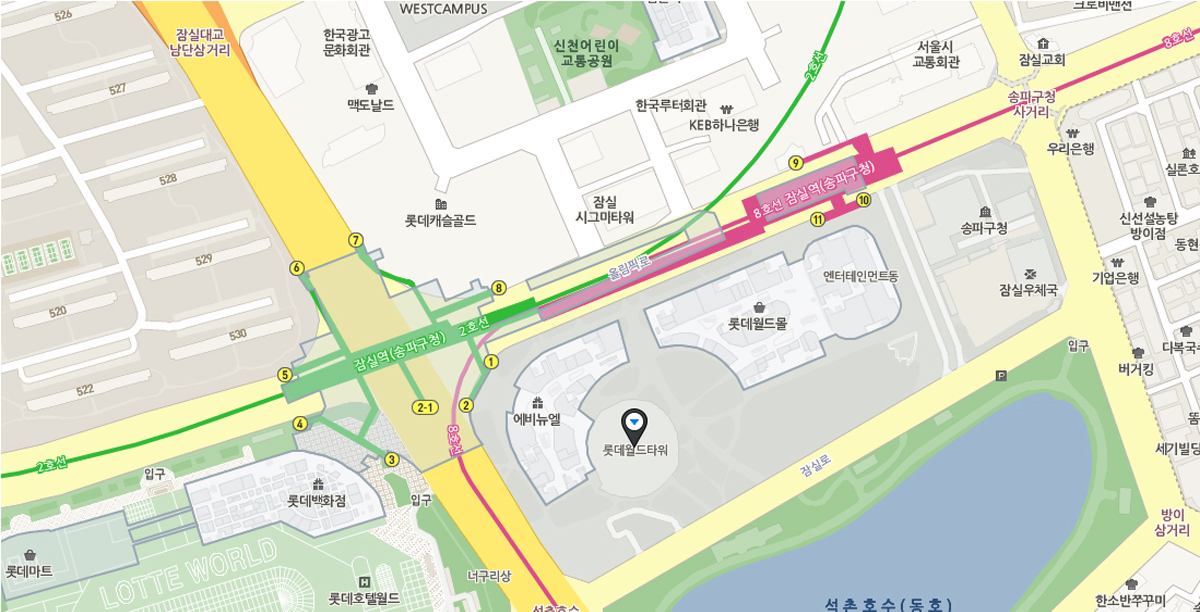 526
잠실대교
남단삼거리
한국광고
문화회관
WESTCAMPUS
신천어린이
교통공원
2호선
서울시
교통회관
크로비맨션
잠실교회
8호선
527
맥도날드
한국루터회관
KEB하나은행
송파구청
사거리
우리은행
528
9
8호선 잠실역(송파구청)
10
11
롯데캐슬골드
잠실
시그마타워
송파구청
신선설농탕
방이점
529
7
6
올림픽로
엔터테인먼트동
잠실우체국
기업은행
520
8
롯데월드몰
530
2호선
잠실역(송파구청)
1
입구
버거킹
522
5
2-1
2
에비뉴엘
4
8호선
롯데월드타워
2호선
3
잠실로
세기빌딩
입구
롯데백화점
입구
방이
삼거리
롯데마트
LOTTE WORLD
너구리상
롯데호텔월드
석촌호수(동호)
한소반쭈꾸미